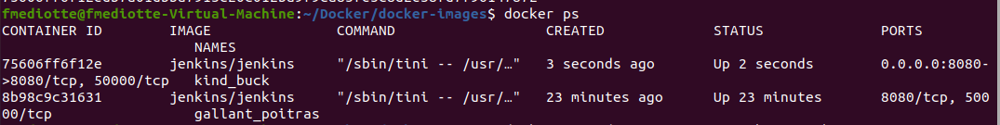 fmediotte@fmediotte-Virtual-Machine:~/Docker/docker-images$ docker ps
CONTAINER ID   IMAGE   COMMAND   CREATED   STATUS   PORTS
NAMES
75606ff6f12e   jenkins/jenkins   "/sbin/tini -- /usr/…"   3 seconds ago   Up 2 seconds   0.0.0.0:8080-
>8080/tcp, 50000/tcp   kind_buck
8b98c9c31631   jenkins/jenkins   "/sbin/tini -- /usr/…"   23 minutes ago   Up 23 minutes   8080/tcp, 500
00/tcp   gallant_poitras